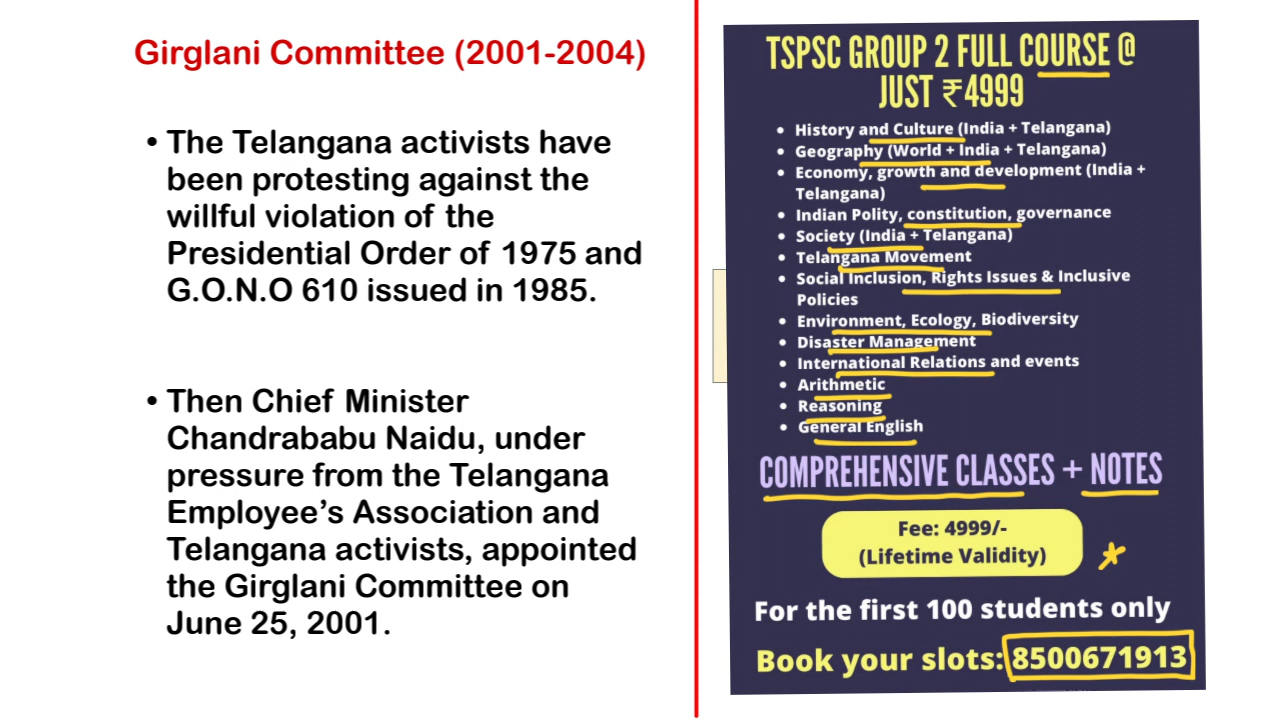 Girglani Committee (2001-2004)
• The Telangana activists have
been protesting against the
willful violation of the
Presidential Order of 1975 and
G.O.N.O 610 issued in 1985.
• Then Chief Minister
Chandrababu Naidu, under
pressure from the Telangana
Employee’s Association and
Telangana activists, appointed
the Girglani Committee on
June 25, 2001.
TSPSC GROUP 2 FULL COURSE @
JUST ₹4999
• History and Culture (India + Telangana)
• Geography (World + India + Telangana)
• Economy, growth and development (India +
Telangana)
• Indian Polity, constitution, governance
• Society (India + Telangana)
• Telangana Movement
• Social Inclusion, Rights Issues & Inclusive
Policies
• Environment, Ecology, Biodiversity
• Disaster Management
• International Relations and events
• Arithmetic
• Reasoning
• General English
COMPREHENSIVE CLASSES + NOTES
Fee: 4999/-
(Lifetime Validity)
For the first 100 students only
Book your slots: 8500671913